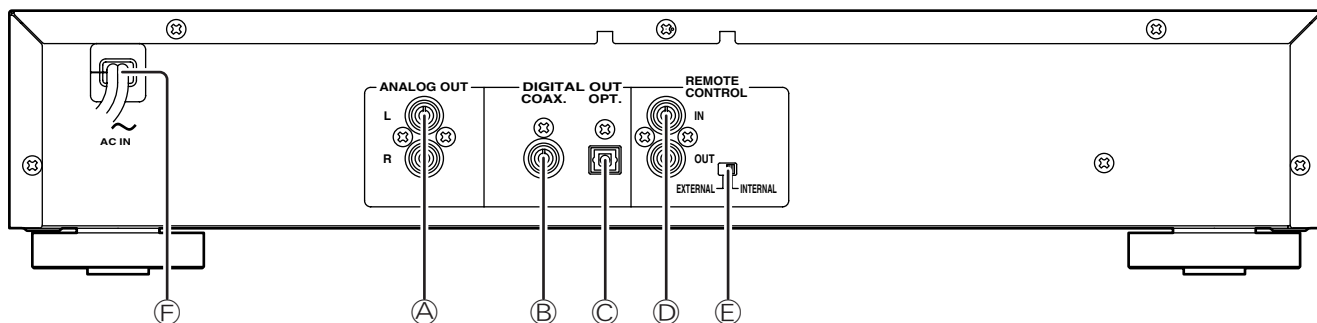 ANALOG OUT
L
R
DIGITAL OUT
COAX. OPT.
REMOTE
CONTROL
IN
OUT
EXTERNAL INTERNAL
AC IN
Ⓕ Ⓐ Ⓑ Ⓒ Ⓓ Ⓔ